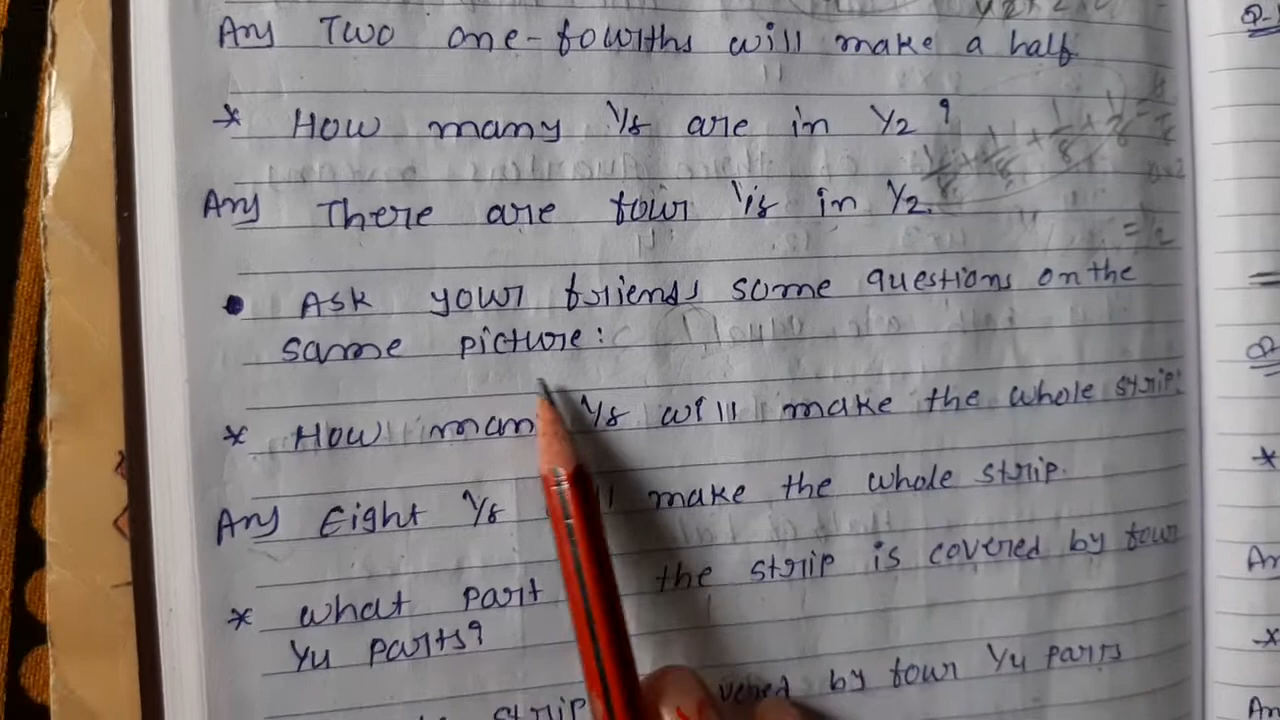 Ans Two one-fourths will make a half
* How many 1/8 are in 1/2 ?
Ans There are four 1/8 in 1/2.
• Ask your friends some questions on the
same picture:
* How many 1/8 will make the whole strip?
Ans Eight 1/8 make the whole strip.
* what part the strip is covered by four
1/4 parts?
strip by four 1/4 parts